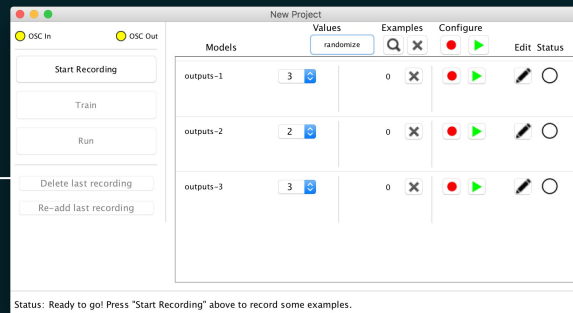 New Project
OSC In OSC Out
Models Values Examples Configure
randomize Edit Status
Start Recording
Train
Run
Delete last recording
Re-add last recording
outputs-1 3 0
outputs-2 2 0
outputs-3 3 0
Status: Ready to go! Press "Start Recording" above to record some examples.